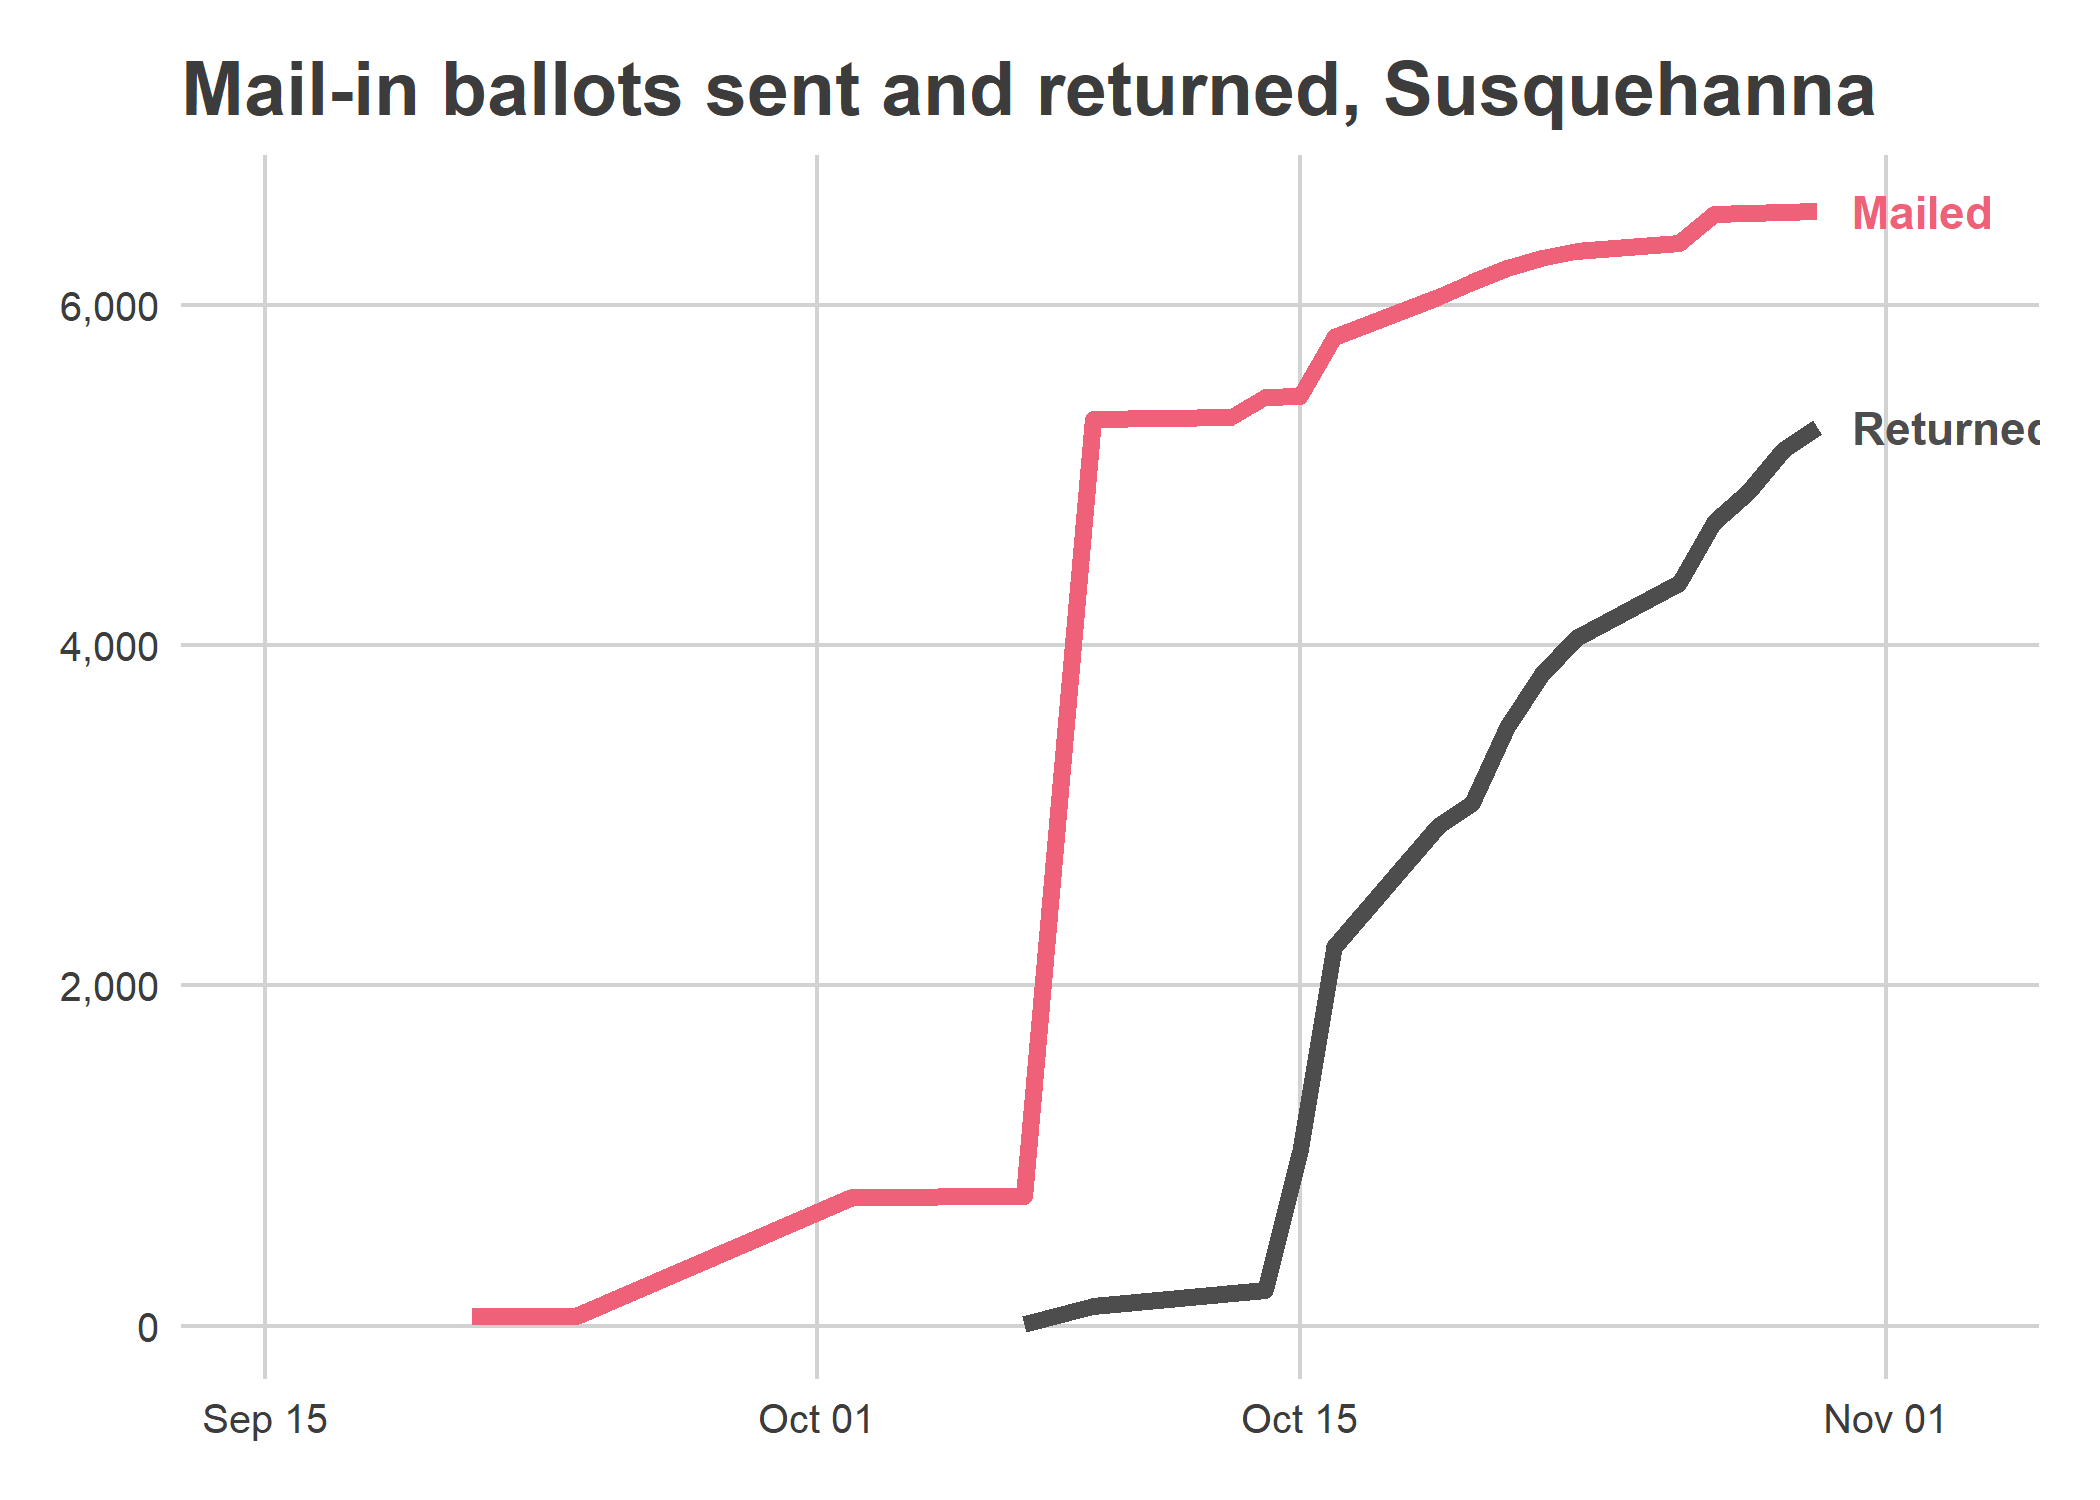 Mail-in ballots sent and returned, Susquehanna
Mailed
6,000
Returned
4,000
2,000
0
Sep 15
Oct 01
Oct 15
Nov 01